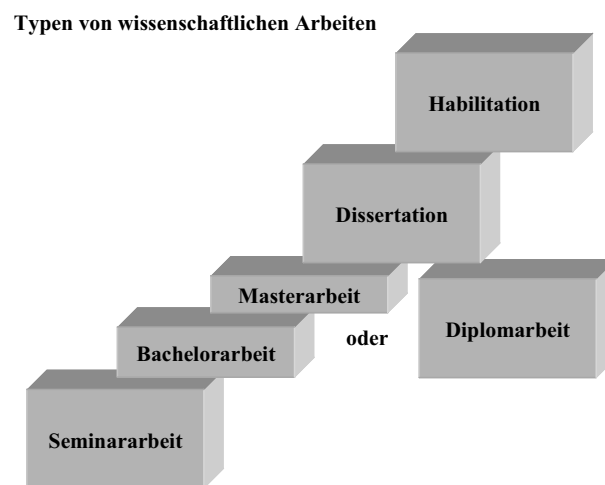 Typen von wissenschaftlichen Arbeiten
Habilitation
Dissertation
Masterarbeit
oder
Diplomarbeit
Bachelorarbeit
Seminararbeit